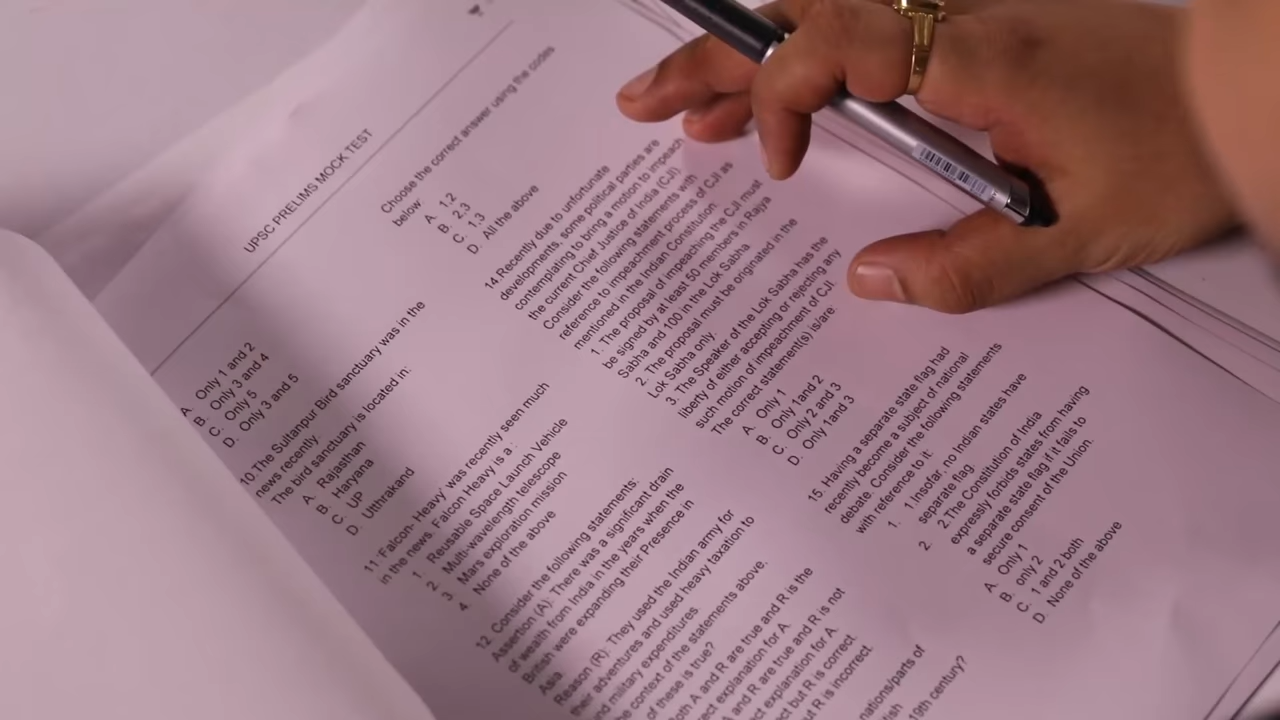 UPSC PRELIMS MOCK TEST
A. Only 1 and 2
B. Only 3 and 4
C. Only 5
D. Only 3 and 5
10.The Sultanpur Bird sanctuary was in the
news recently
The bird sanctuary is located in:
A. Rajasthan
B. Haryana
C. UP
D. Utthrakand
11'Falcon- Heavy' was recently seen much
in the news. Falcon Heavy is a :
1. Reusable Space Launch Vehicle
2. Multi-wavelength telescope
3. Mars exploration mission
4. None of the above
12. Consider the following statements:
Assertion (A): There was a significant drain
of wealth from India in the years when the
British were expanding their Presence in
Asia
Reason (R): They used the Indian army for
their adventures and used heavy taxation to
military expenditures.
context of the statements above,
of these is true?
A and R are true and R is the
explanation for A.
A and R are true and R is not
explanation for A.
but R is correct.
R is incorrect.
Choose the correct answer using the codes
below
A. 1,2
B. 2,3
C. 1,3
D. All the above
14.Recently due to unfortunate
developments, some political parties are
contemplating to bring a motion to impeach
the current Chief Justice of India (CJI).
Consider the following statements with
reference to impeachment process of CJI as
mentioned in the Indian Constitution:
1. The proposal of impeaching the CJI must
be signed by at least 50 members in Rajya
Sabha and 100 in the Lok Sabha
2. The proposal must be originated in the
Lok Sabha only.
3. The Speaker of the Lok Sabha has the
liberty of either accepting or rejecting any
such motion of impeachment of CJI.
The correct statement(s) is/are
A. Only 1
B. Only 1and 2
C. Only 2 and 3
D. Only 1and 3
15. Having a separate state flag had
recently become a subject of national
debate. Consider the following statements
with reference to it:
1. 1.Insofar, no Indian states have
separate flag.
2. 2.The Constitution of India
expressly forbids states from having
a separate state flag if it fails to
secure consent of the Union.
A. Only 1
B. only 2
C. 1 and 2 both
D. None of the above
nations/parts of
19th century?